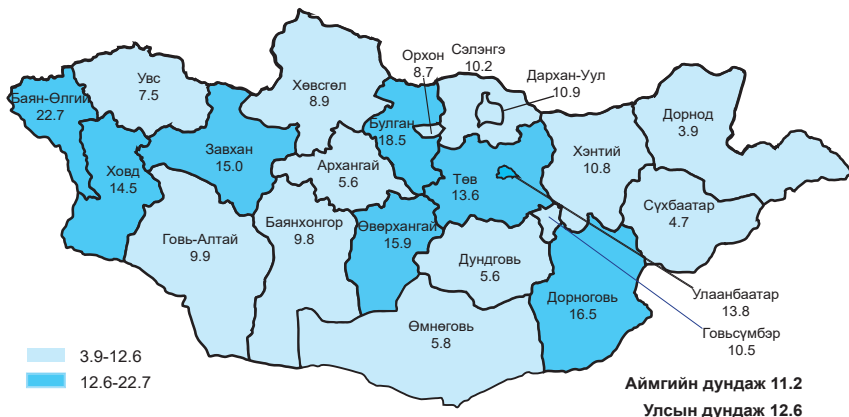 Орхон
8.7
Сэлэнгэ
10.2
Дархан-Уул
10.9
Увс
7.5
Хөвсгөл
8.9
Баян-Өлгий
22.7
Дорнод
3.9
Булган
18.5
Завхан
15.0
Хэнтий
10.8
Архангай
5.6
Төв
13.6
Ховд
14.5
Сүхбаатар
4.7
Говь-Алтай
9.9
Баянхонгор
9.8
Өвөрхангай
15.9
Дундговь
5.6
Улаанбаатар
13.8
Дорноговь
16.5
Өмнөговь
5.8
Говьсүмбэр
10.5
3.9-12.6
12.6-22.7
Аймгийн дундаж 11.2
Улсын дундаж 12.6